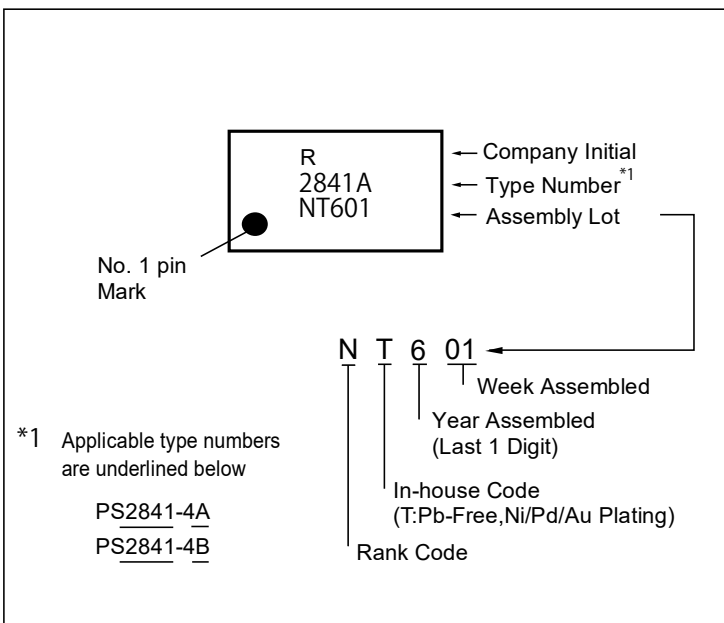 R
2841A
NT601
Company Initial
Type Number*1
Assembly Lot
No. 1 pin
Mark
N T 6 01
Week Assembled
Year Assembled
(Last 1 Digit)
In-house Code
(T:Pb-Free,Ni/Pd/Au Plating)
Rank Code
*1 Applicable type numbers
are underlined below
PS2841-4A
PS2841-4B